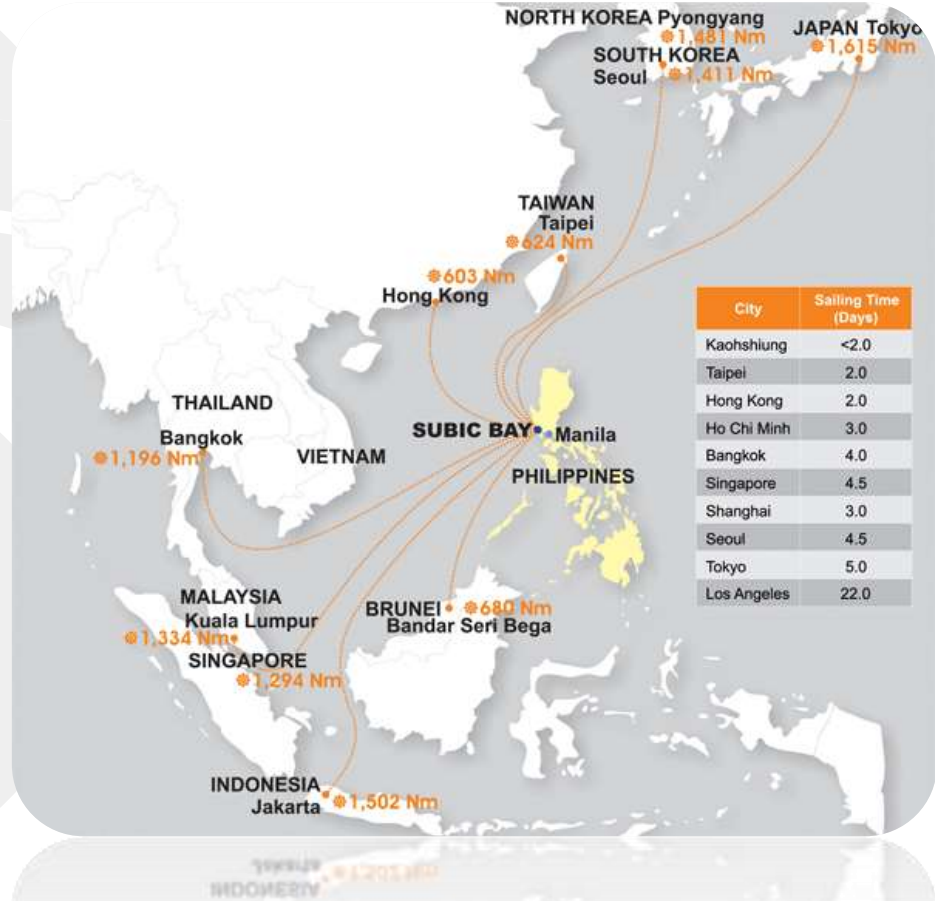 NORTH KOREA Pyongyang
1,481 Nm
JAPAN Tokyo
1,615 Nm
SOUTH KOREA
Seoul
1,411 Nm
TAIWAN
Taipei
624 Nm
603 Nm
Hong Kong
THAILAND
Bangkok
1,196 Nm
VIETNAM
SUBIC BAY
Manila
PHILIPPINES
MALAYSIA
Kuala Lumpur
1,334 Nm
SINGAPORE
1,294 Nm
BRUNEI
680 Nm
Bandar Seri Bega
INDONESIA
Jakarta
1,502 Nm
City Sailing Time
(Days)
Kaohshiung <2.0
Taipei 2.0
Hong Kong 2.0
Ho Chi Minh 3.0
Bangkok 4.0
Singapore 4.5
Shanghai 3.0
Seoul 4.5
Tokyo 5.0
Los Angeles 22.0